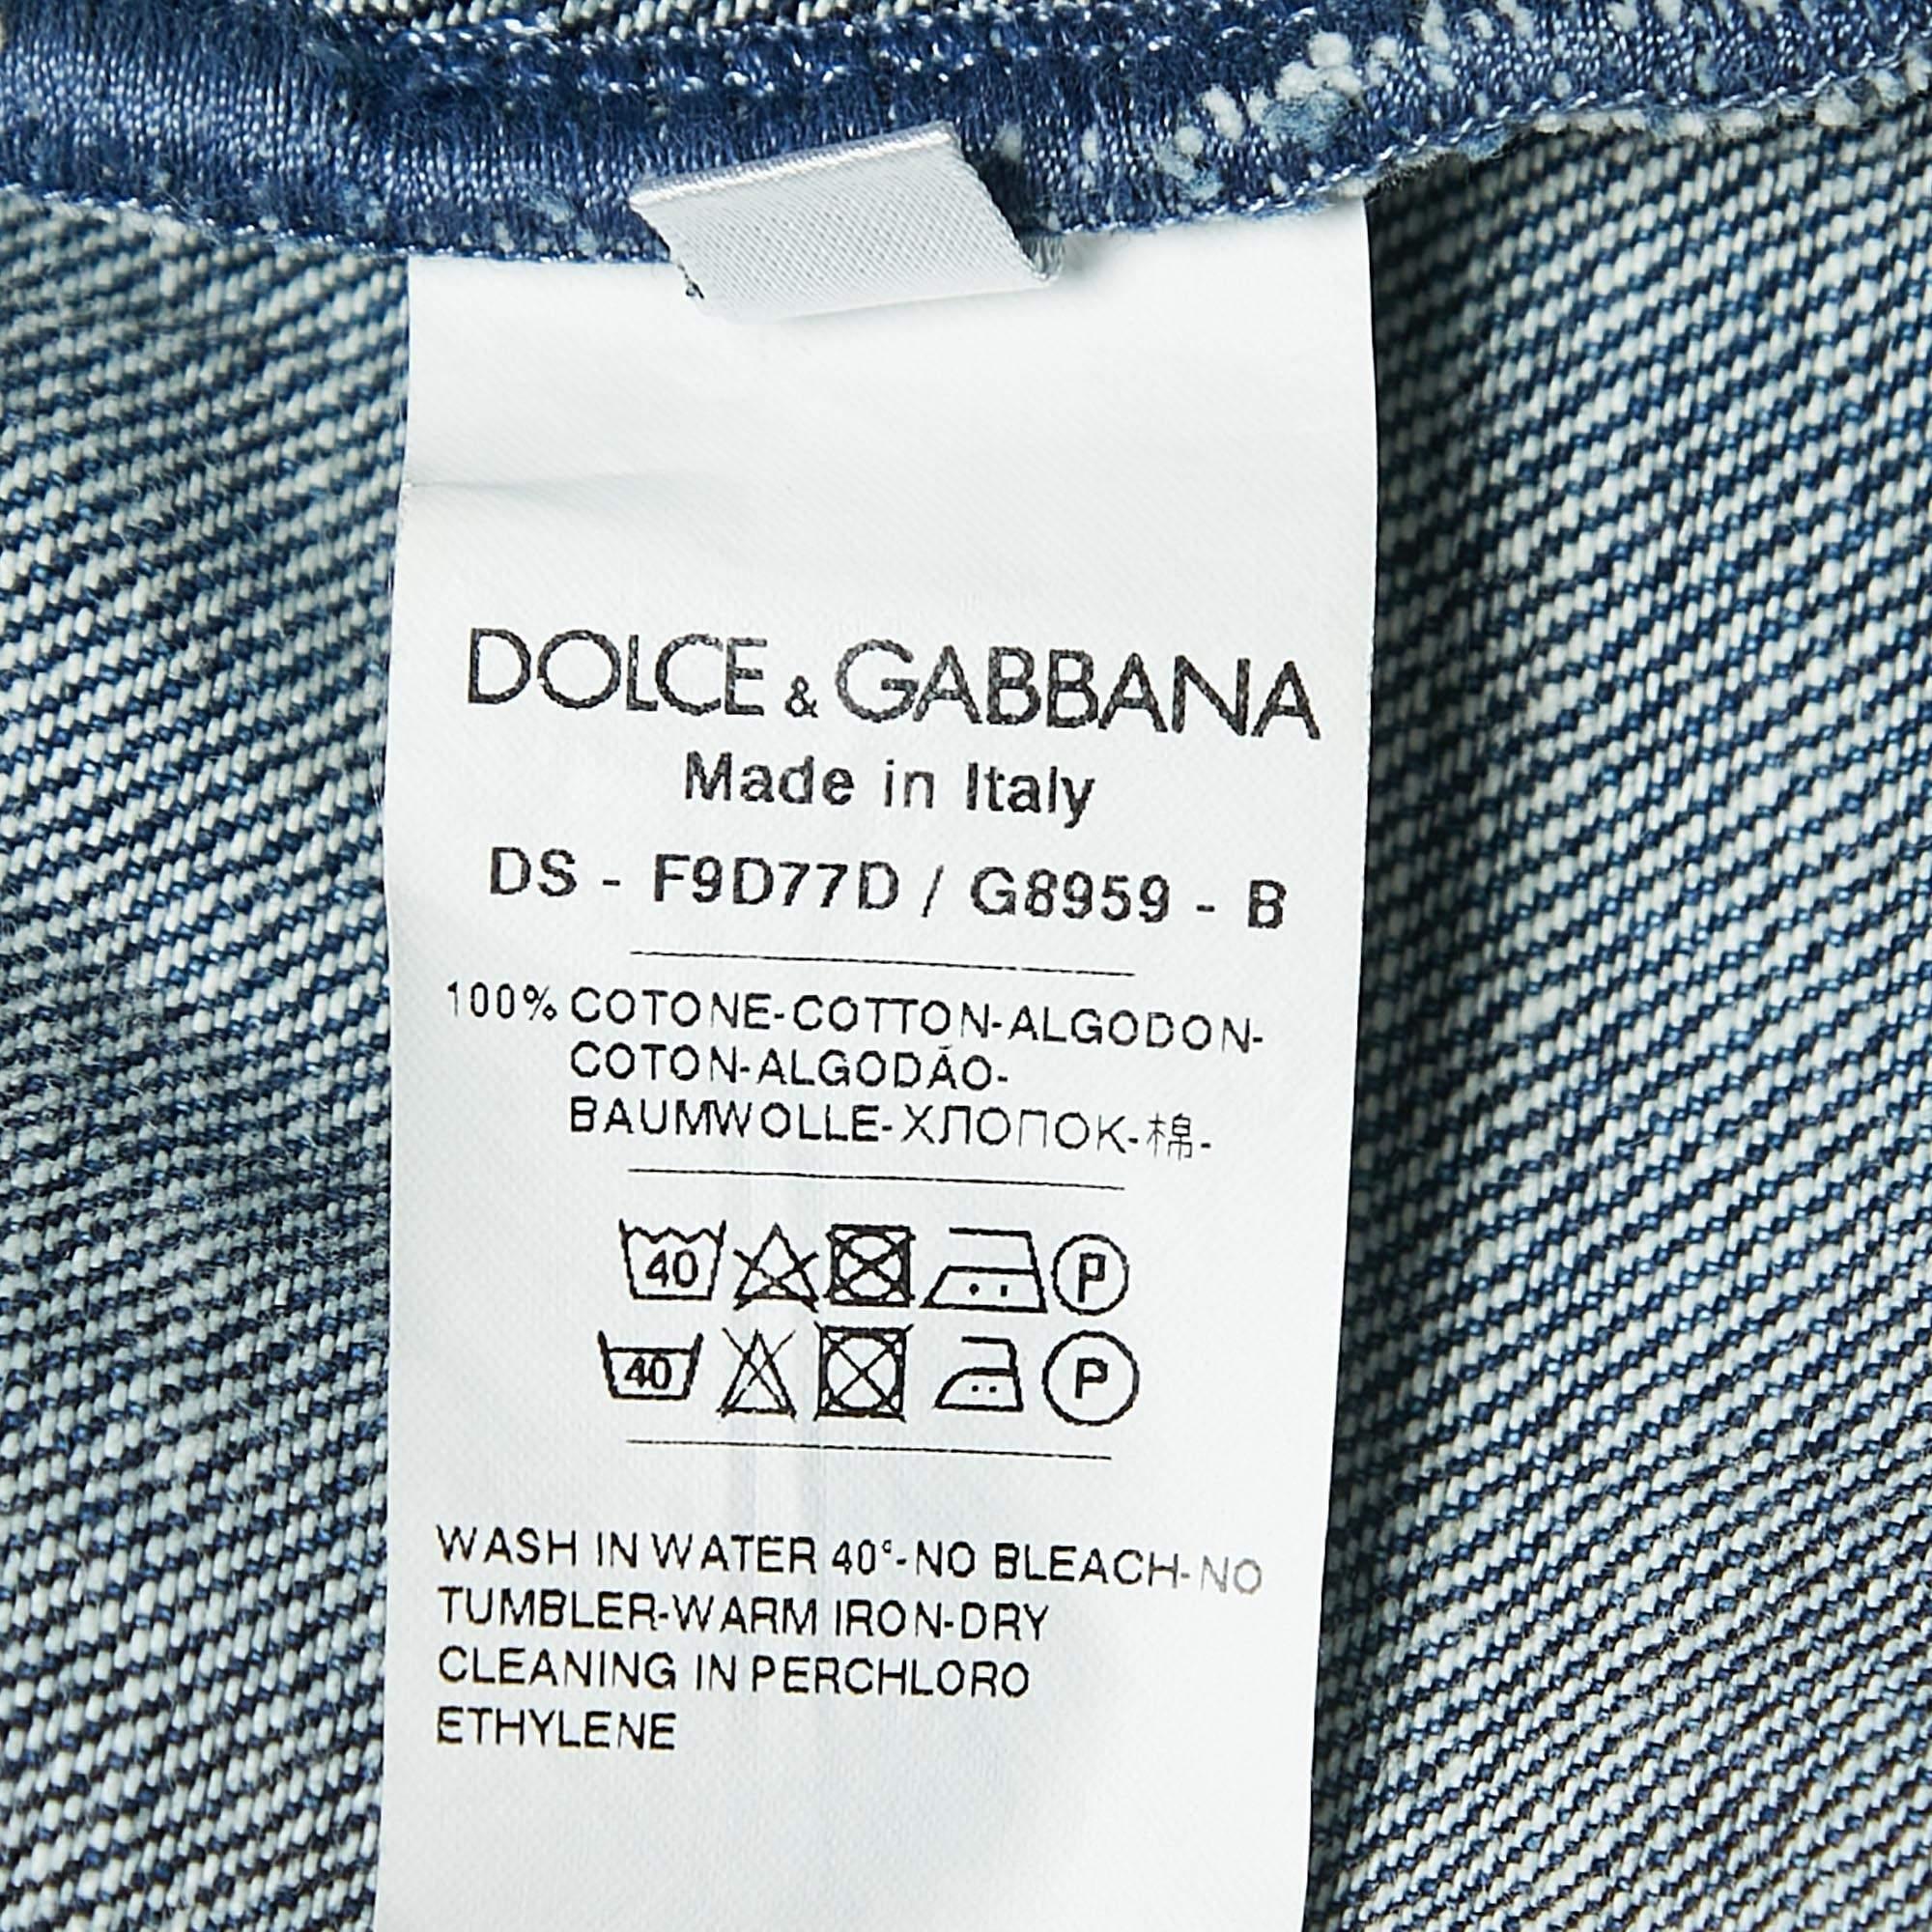 DOLCE & GABBANA
Made in Italy
DS - F9D77D / G8959 - B
100% COTONE-COTTON-ALGODON-
COTON-ALGODÃO-
BAUMWOLLE-ХЛОПОК-棉-
40 P
40 P
WASH IN WATER 40°-NO BLEACH-NO
TUMBLER-WARM IRON-DRY
CLEANING IN PERCHLORO
ETHYLENE